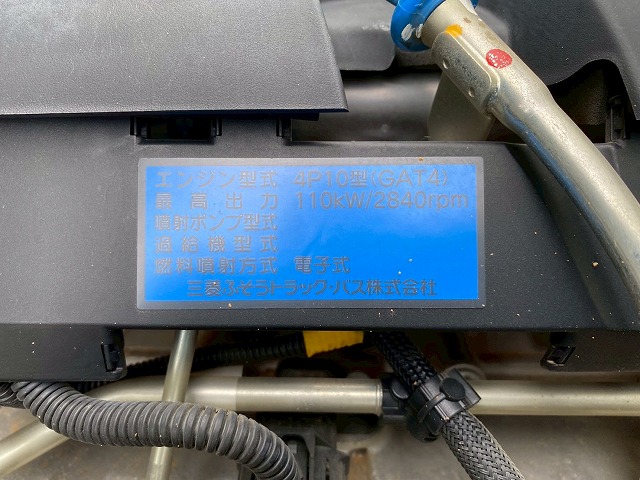 エンジン型式 4P10型(GAT4)
最高出力 110kW/2840rpm
噴射ポンプ型式
過給機型式
燃料噴射方式 電子式
三菱ふそうトラック・バス株式会社